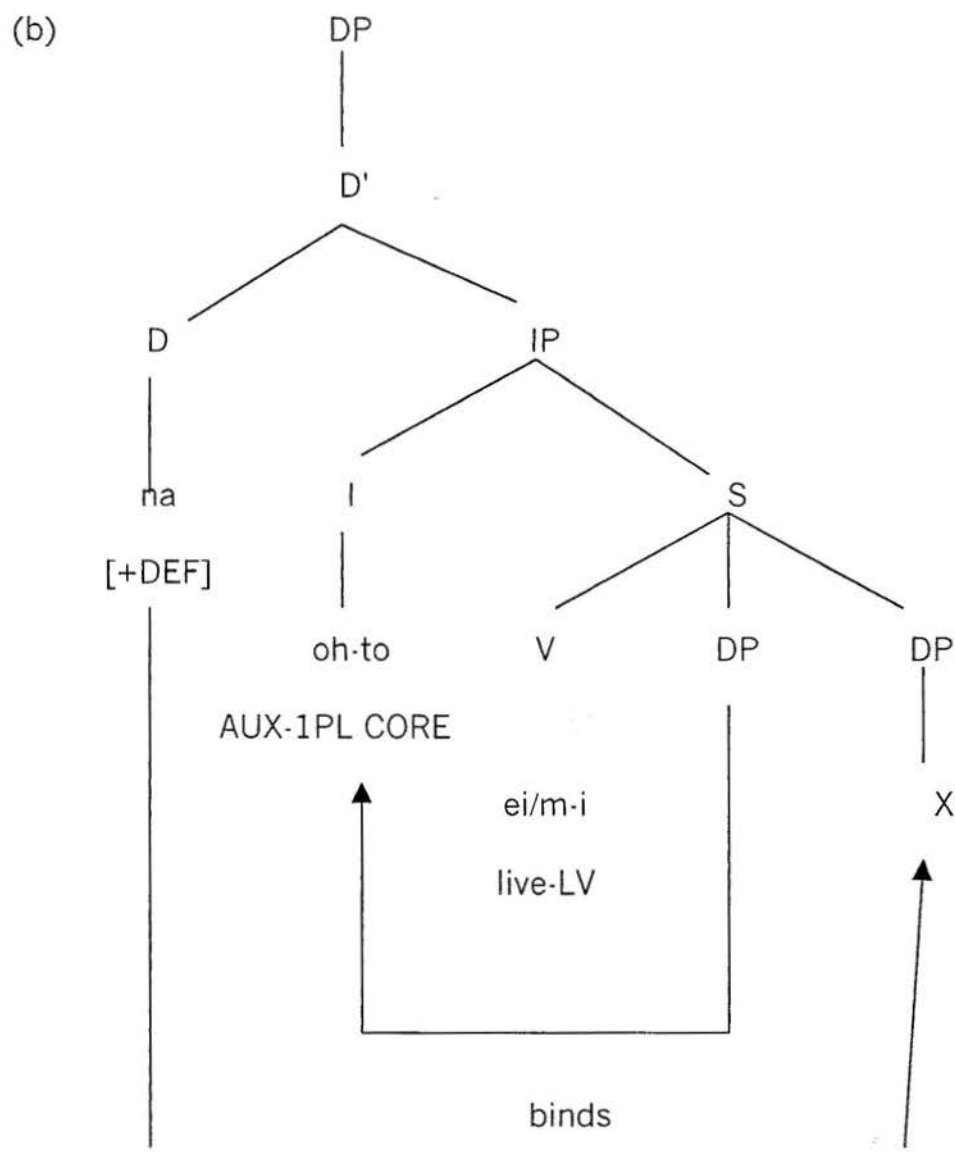 (b) DP
D'
D IP
na I S
[+DEF]
oh-to V DP DP
AUX-1PL CORE
ei/m-i X
live-LV
binds